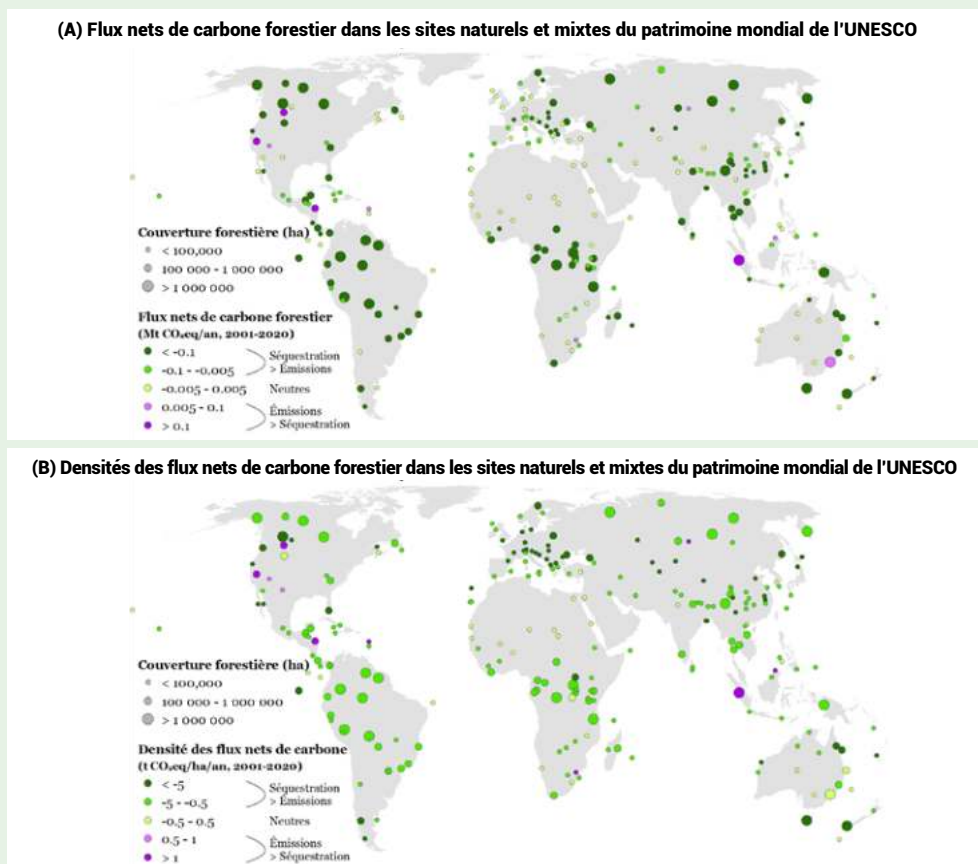 (A) Flux nets de carbone forestier dans les sites naturels et mixtes du patrimoine mondial de l'UNESCO
Couverture forestière (ha)
< 100,000
100 000 - 1 000 000
> 1 000 000
Flux nets de carbone forestier
(Mt CO₂eq/an, 2001-2020)
< -0.1
-0.1 - -0.005
Séquestration
> Émissions
-0.005 - 0.005
Neutres
0.005 - 0.1
> 0.1
Émissions
> Séquestration
(B) Densités des flux nets de carbone forestier dans les sites naturels et mixtes du patrimoine mondial de l'UNESCO
Couverture forestière (ha)
< 100,000
100 000 - 1 000 000
> 1 000 000
Densité des flux nets de carbone
(t CO₂eq/ha/an, 2001-2020)
< -5
-5 - -0.5
Séquestration
> Émissions
-0.5 - 0.5
Neutres
0.5 - 1
> 1
Émissions
> Séquestration